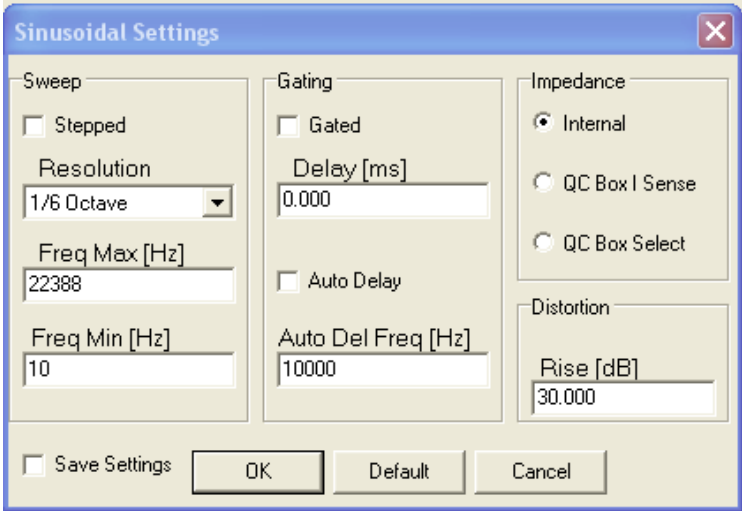 Sinusoidal Settings
Sweep
Stepped
Resolution
1/6 Octave
Freq Max [Hz]
22388
Freq Min [Hz]
10
Gating
Gated
Delay [ms]
0.000
Auto Delay
Auto Del Freq [Hz]
10000
Impedance
Internal
QC Box I Sense
QC Box Select
Distortion
Rise [dB]
30.000
Save Settings
OK
Default
Cancel